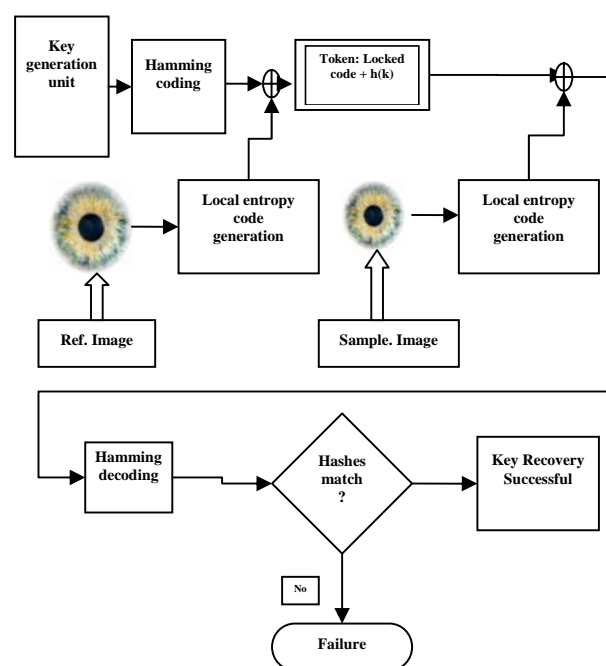 Key
generation
unit
Hamming
coding
Token: Locked
code + h(k)
Local entropy
code
generation
Local entropy
code
generation
Ref. Image
Sample. Image
Hamming
decoding
Hashes
match
?
Key Recovery
Successful
No
Failure